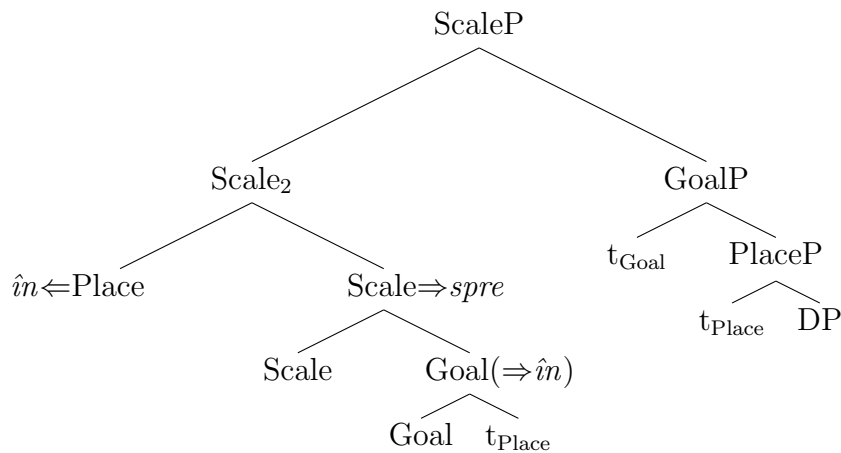 ScaleP
Scale₂ GoalP
în⇐Place Scale⇒spre t_Goal PlaceP
t_Place DP
Scale Goal(⇒în)
Goal t_Place